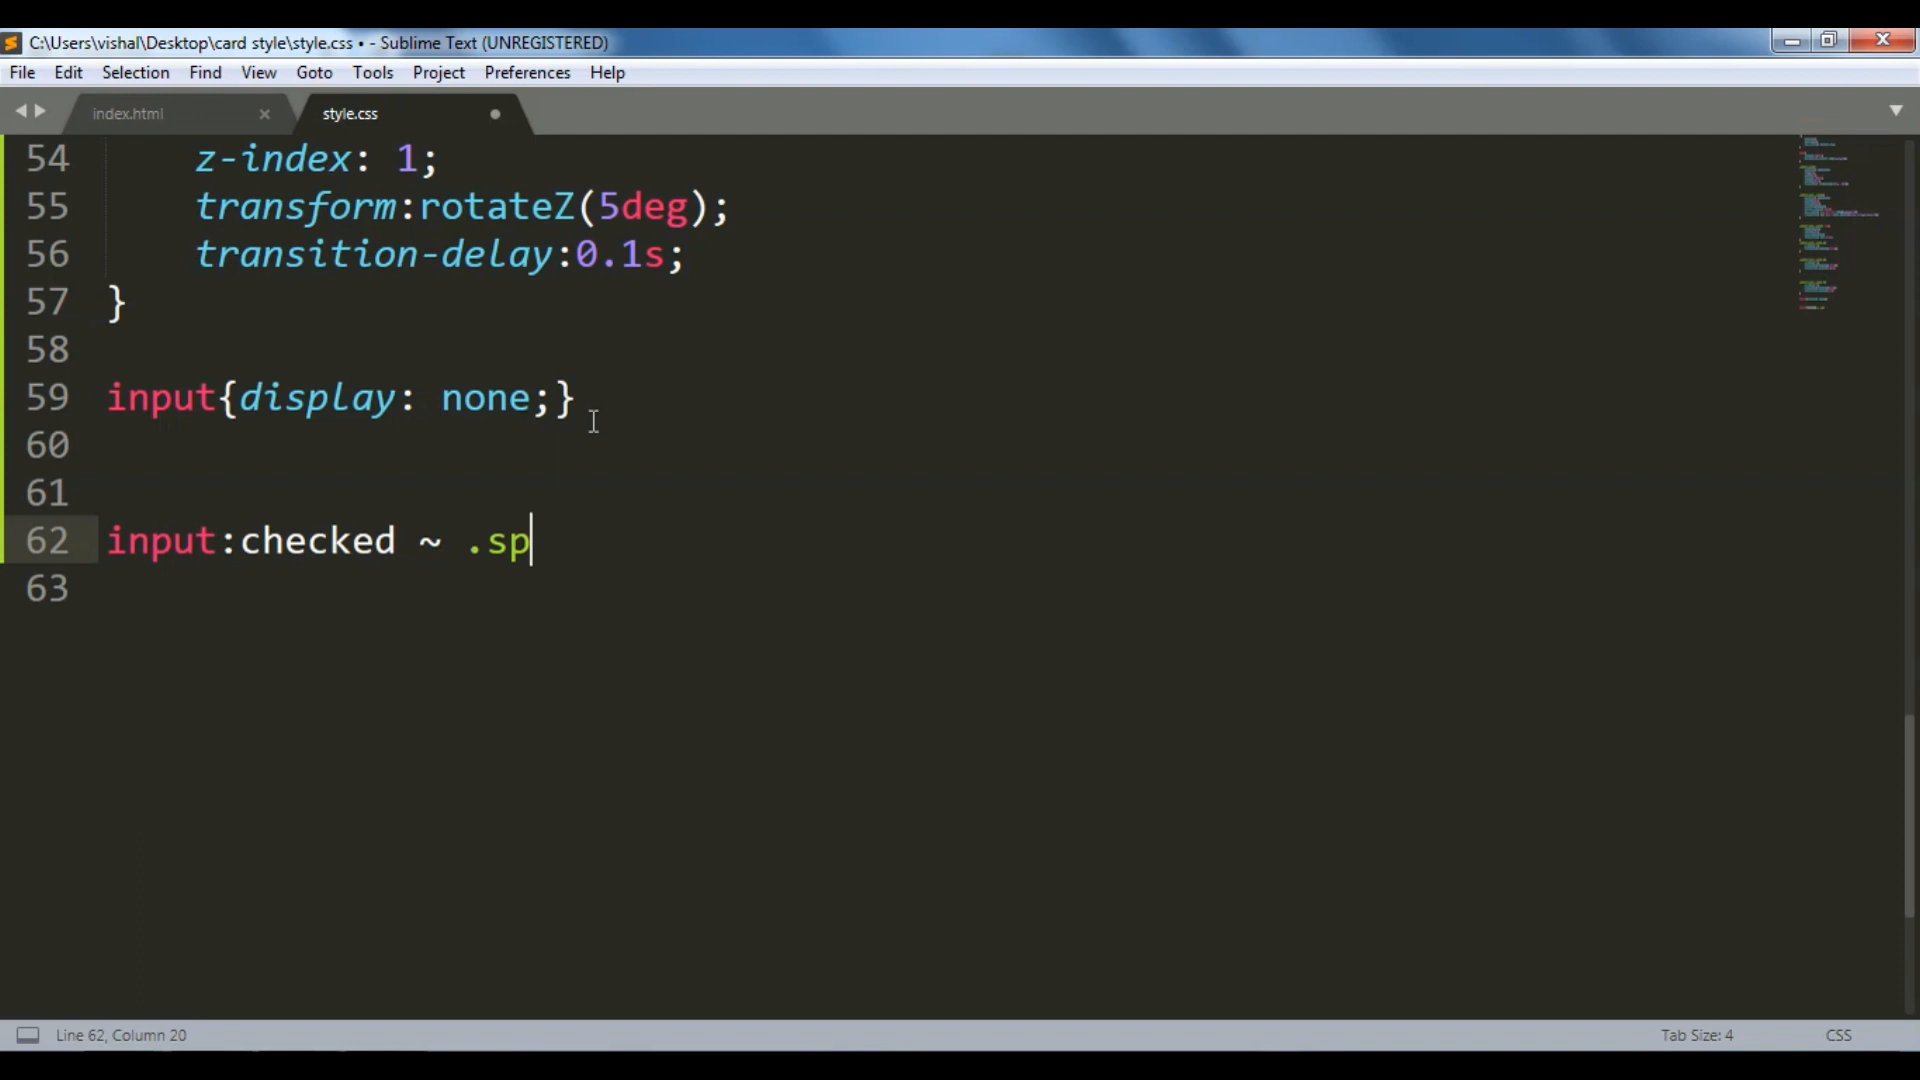 C:\Users\vishal\Desktop\card style\style.css • - Sublime Text (UNREGISTERED)
File Edit Selection Find View Goto Tools Project Preferences Help
index.html × style.css
54 z-index: 1;
55 transform:rotateZ(5deg);
56 transition-delay:0.1s;
57 }
58
59 input{display: none;}
60
61
62 input:checked ~ .sp
63
Line 62, Column 20 Tab Size: 4 CSS